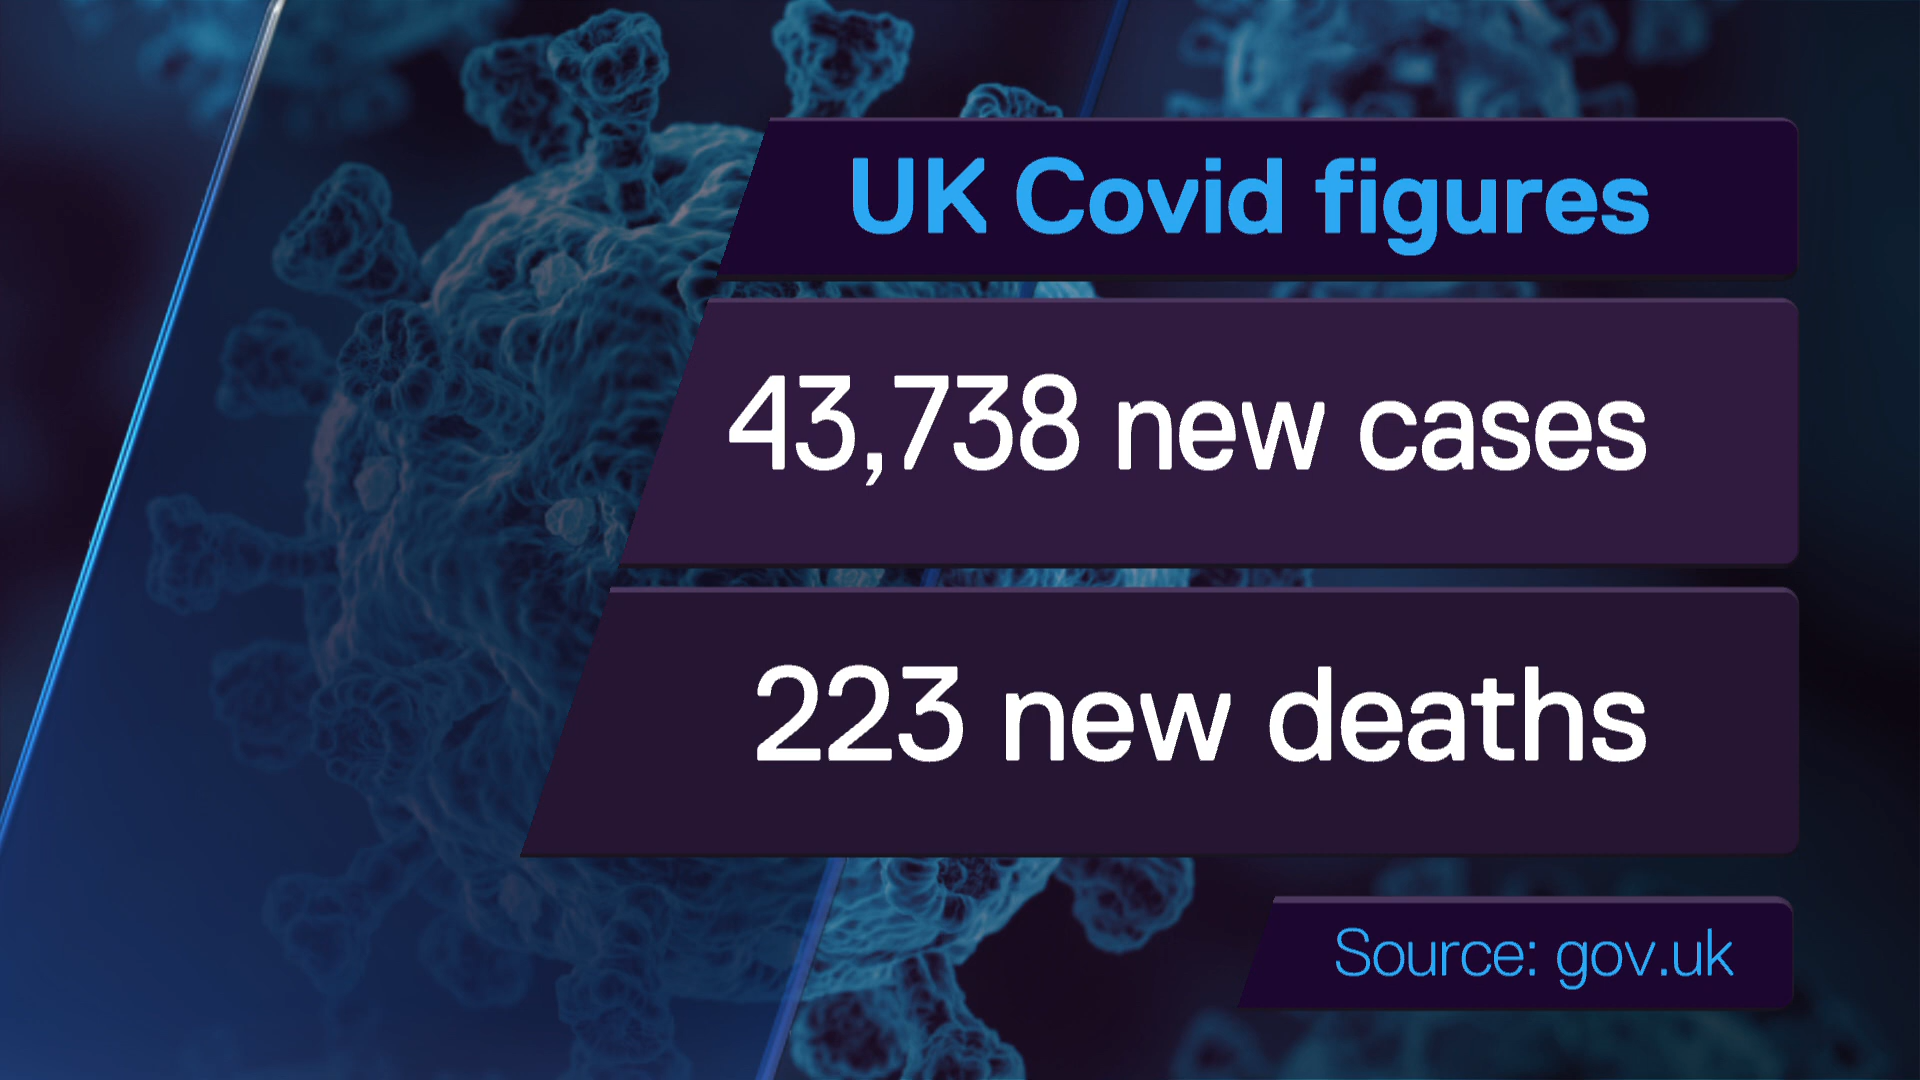 UK Covid figures
43,738 new cases
223 new deaths
Source: gov.uk